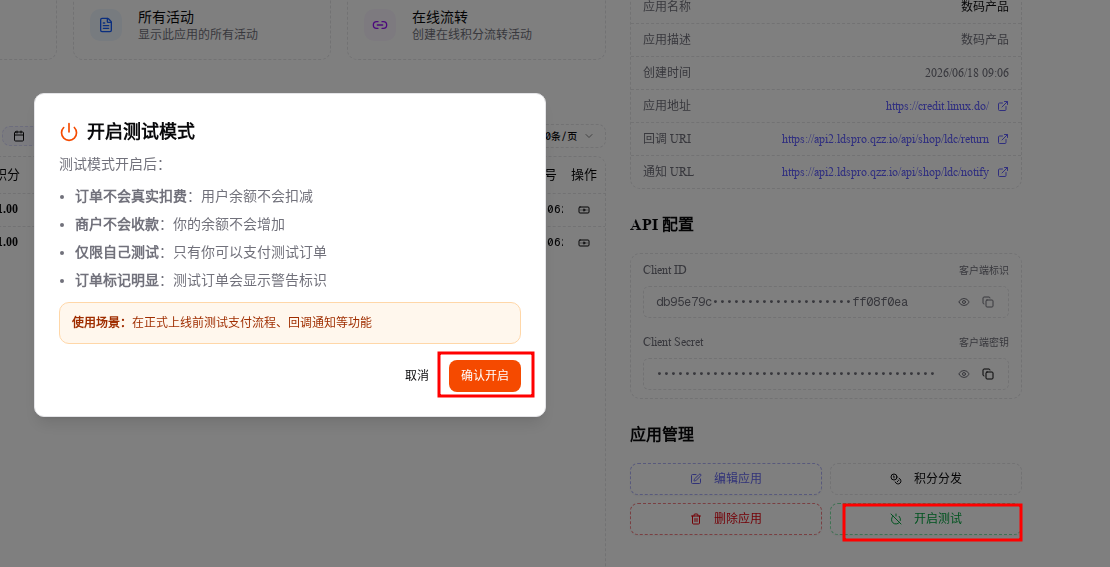 所有活动
显示此应用的所有活动
在线流转
创建在线积分流转活动
应用名称
数码产品
应用描述
数码产品
创建时间
2026/06/18 09:06
应用地址
https://credit.linux.do/
回调 URI
https://api2.ldspro.qzz.io/api/shop/ldc/return
通知 URL
https://api2.ldspro.qzz.io/api/shop/ldc/notify
开启测试模式
测试模式开启后：
• 订单不会真实扣费：用户余额不会扣减
• 商户不会收款：你的余额不会增加
• 仅限自己测试：只有你可以支付测试订单
• 订单标记明显：测试订单会显示警告标识
使用场景：在正式上线前测试支付流程、回调通知等功能
取消
确认开启
0条/页
积分
号
操作
1.00
06
1.00
06
API 配置
Client ID
客户端标识
db95e79c••••••••••••••••••••ff08f0ea
Client Secret
客户端密钥
••••••••••••••••••••••••••••••••••••••••
应用管理
编辑应用
积分分发
删除应用
开启测试